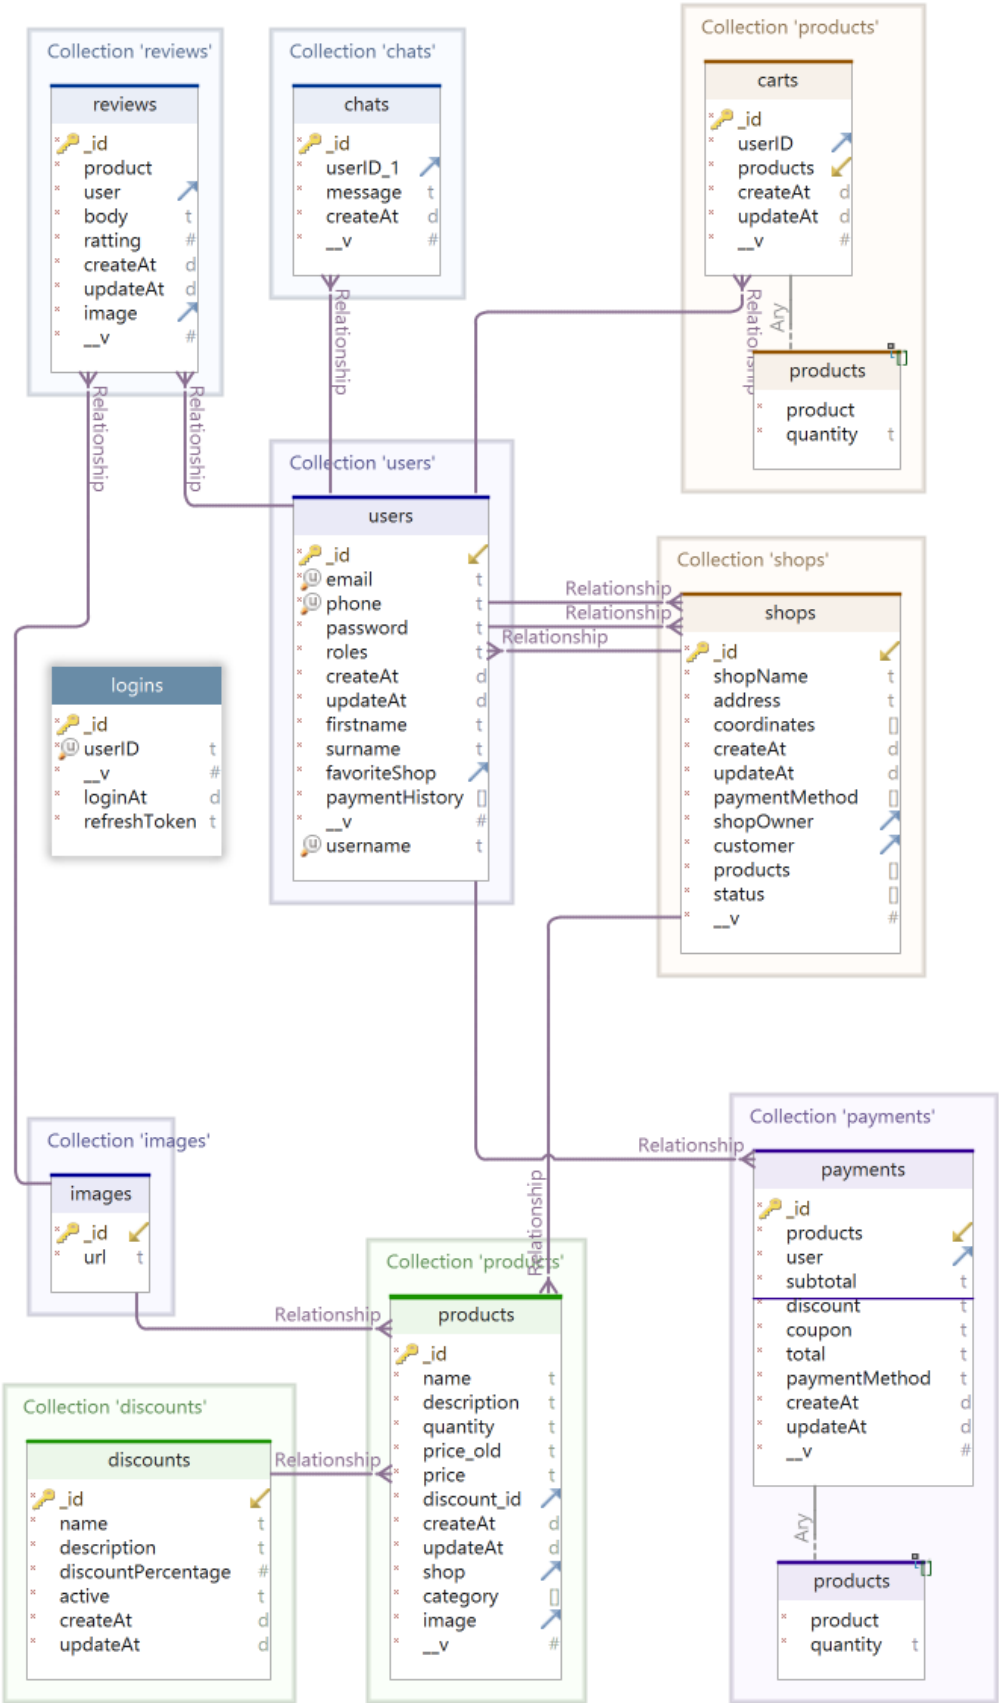 Collection 'reviews'
reviews
_id
product
user
body t
ratting #
createAt d
updateAt d
image
__v #
Relationship
Relationship
Collection 'chats'
chats
_id
userID_1
message t
createAt d
__v #
Relationship
Collection 'products'
carts
_id
userID
products
createAt d
updateAt d
__v #
Relationship
Ary
products
product
quantity t
Collection 'users'
users
_id
u email t
u phone t
password t
roles t
createAt d
updateAt d
firstname t
surname t
favoriteShop
paymentHistory []
__v #
u username t
Relationship
Relationship
Relationship
Collection 'shops'
shops
_id
shopName t
address t
coordinates []
createAt d
updateAt d
paymentMethod []
shopOwner
customer
products []
status []
__v #
logins
_id
u userID t
__v #
loginAt d
refreshToken t
Collection 'images'
images
_id
url t
Relationship
Relationship
Relationship
Collection 'payments'
payments
_id
products
user
subtotal t
discount t
coupon t
total t
paymentMethod t
createAt d
updateAt d
__v #
Ary
products
product
quantity t
Collection 'products'
products
_id
name t
description t
quantity t
price_old t
price t
discount_id
createAt d
updateAt d
shop
category []
image
__v #
Collection 'discounts'
discounts
_id
name t
description t
discountPercentage #
active t
createAt d
updateAt d
Relationship